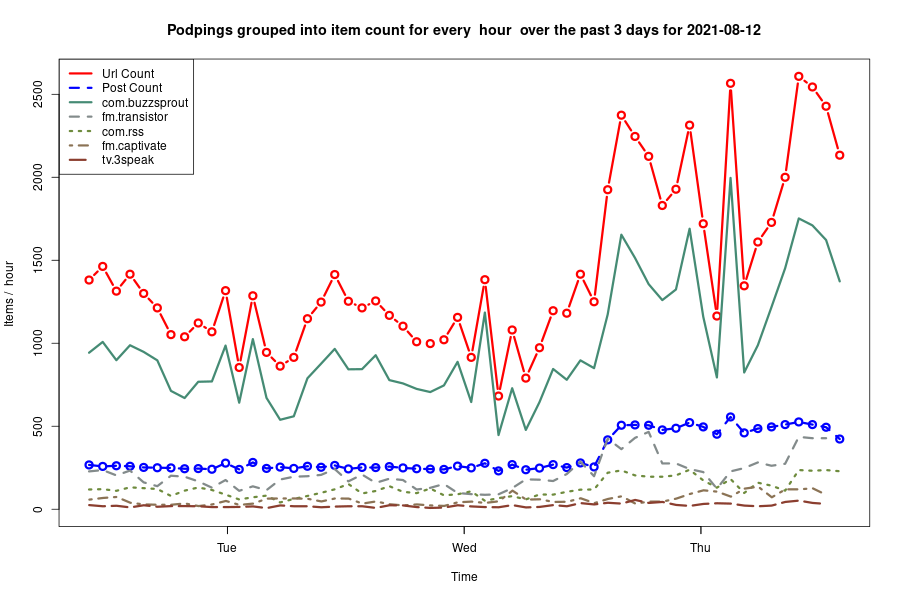 Podpings grouped into item count for every  hour  over the past 3 days for 2021-08-12
Url Count
Post Count
com.buzzsprout
fm.transistor
com.rss
fm.captivate
tv.3speak
2500
2000
1500
1000
500
0
Items /  hour
Tue
Wed
Thu
Time